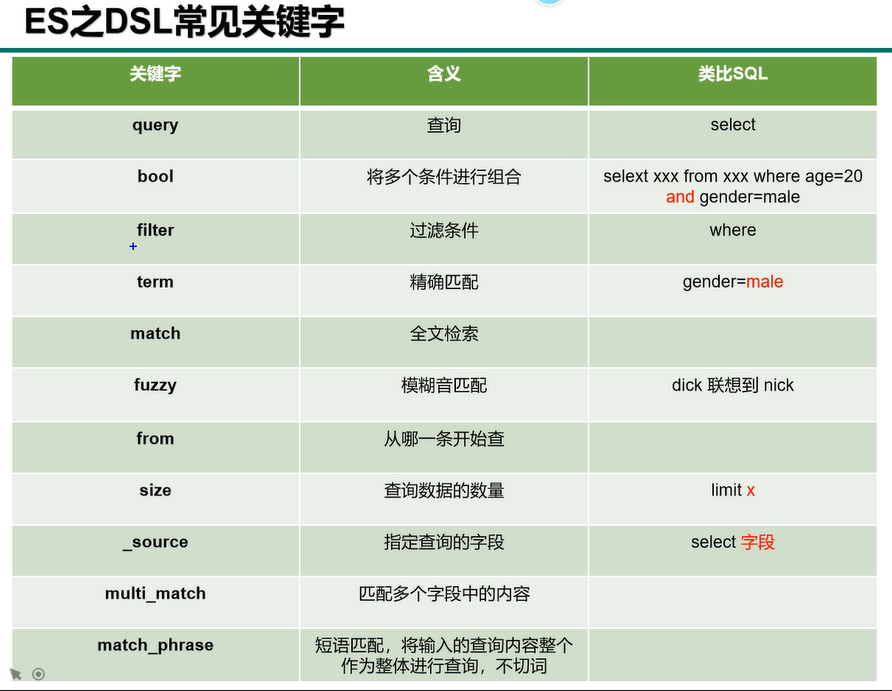 ES之DSL常见关键字
关键字 含义 类比SQL
query 查询 select
bool 将多个条件进行组合 selext xxx from xxx where age=20
and gender=male
filter 过滤条件 where
term 精确匹配 gender=male
match 全文检索
fuzzy 模糊音匹配 dick 联想到 nick
from 从哪一条开始查
size 查询数据的数量 limit x
_source 指定查询的字段 select 字段
multi_match 匹配多个字段中的内容
match_phrase 短语匹配，将输入的查询内容整个
作为整体进行查询，不切词